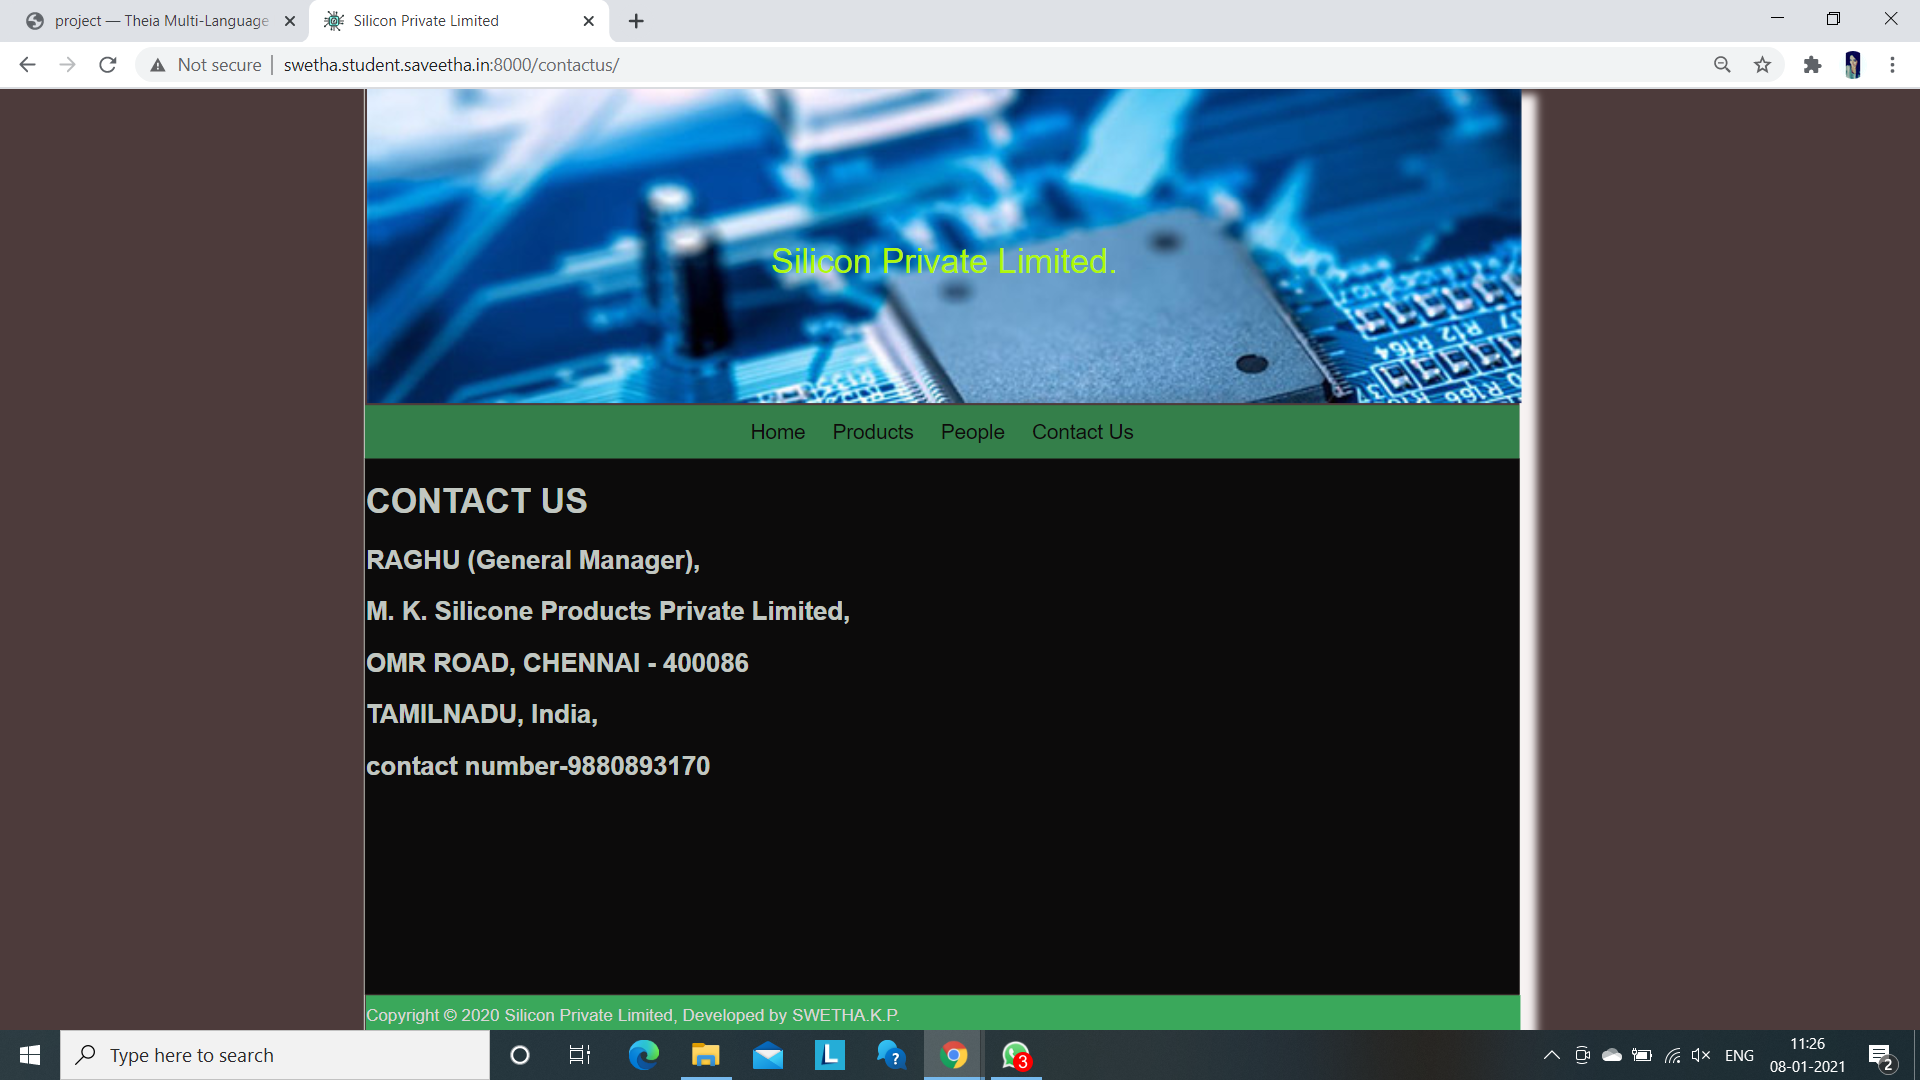 project — Theia Multi-Language
Silicon Private Limited
Not secure
swetha.student.saveetha.in:8000/contactus/
Silicon Private Limited.
Home Products People Contact Us
CONTACT US
RAGHU (General Manager),
M. K. Silicone Products Private Limited,
OMR ROAD, CHENNAI - 400086
TAMILNADU, India,
contact number-9880893170
Copyright © 2020 Silicon Private Limited, Developed by SWETHA.K.P.
Type here to search
L
?
3
ENG
11:26
08-01-2021
2